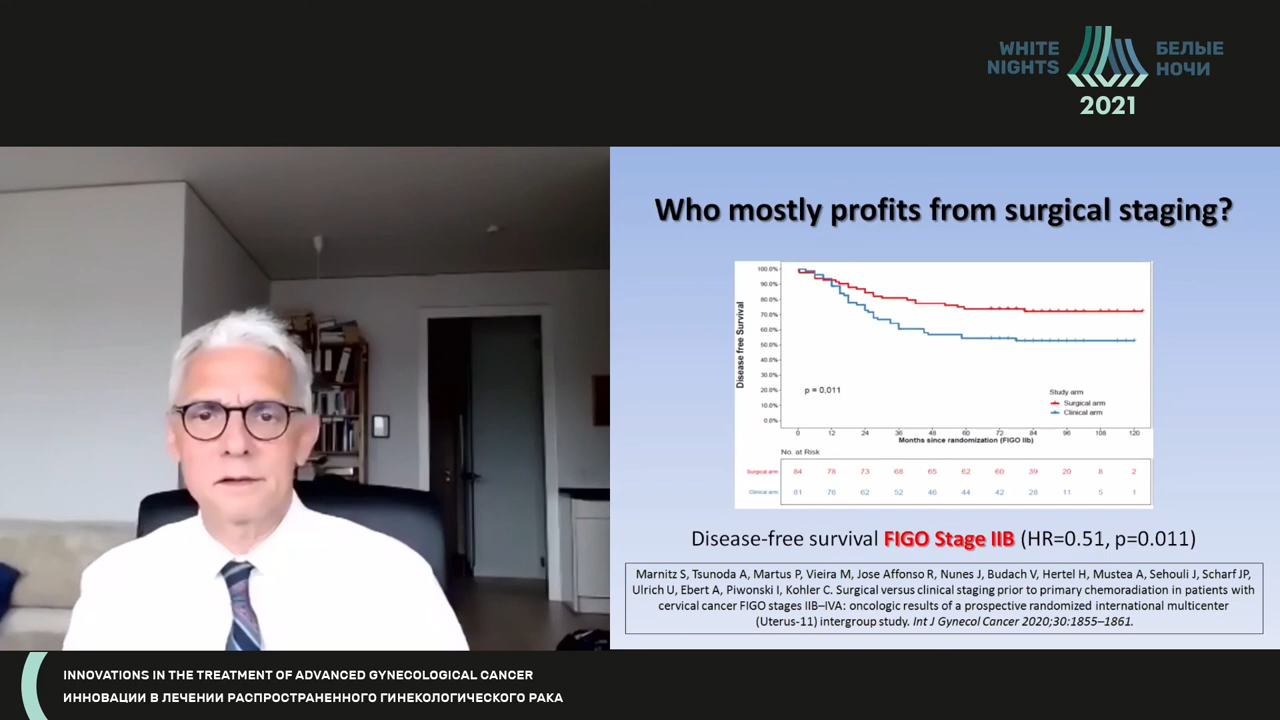 WHITE
NIGHTS
БЕЛЫЕ
НОЧИ
2021
Who mostly profits from surgical staging?
Disease free Survival
100.0%
90.0%
80.0%
70.0%
60.0%
50.0%
40.0%
30.0%
20.0%
10.0%
0.0%
p = 0,011
Study arm
Surgical arm
Clinical arm
0 12 24 36 48 60 72 84 96 108 120
Months since randomization (FIGO IIb)
No. at Risk
Surgical arm 84 78 73 68 65 62 60 39 20 8 2
Clinical arm 81 76 62 52 46 44 42 28 11 5 1
Disease-free survival FIGO Stage IIB (HR=0.51, p=0.011)
Marnitz S, Tsunoda A, Martus P, Vieira M, Jose Affonso R, Nunes J, Budach V, Hertel H, Mustea A, Sehouli J, Scharf JP,
Ulrich U, Ebert A, Piwonski I, Kohler C. Surgical versus clinical staging prior to primary chemoradiation in patients with
cervical cancer FIGO stages IIB–IVA: oncologic results of a prospective randomized international multicenter
(Uterus-11) intergroup study. Int J Gynecol Cancer 2020;30:1855–1861.
INNOVATIONS IN THE TREATMENT OF ADVANCED GYNECOLOGICAL CANCER
ИННОВАЦИИ В ЛЕЧЕНИИ РАСПРОСТРАНЕННОГО ГИНЕКОЛОГИЧЕСКОГО РАКА